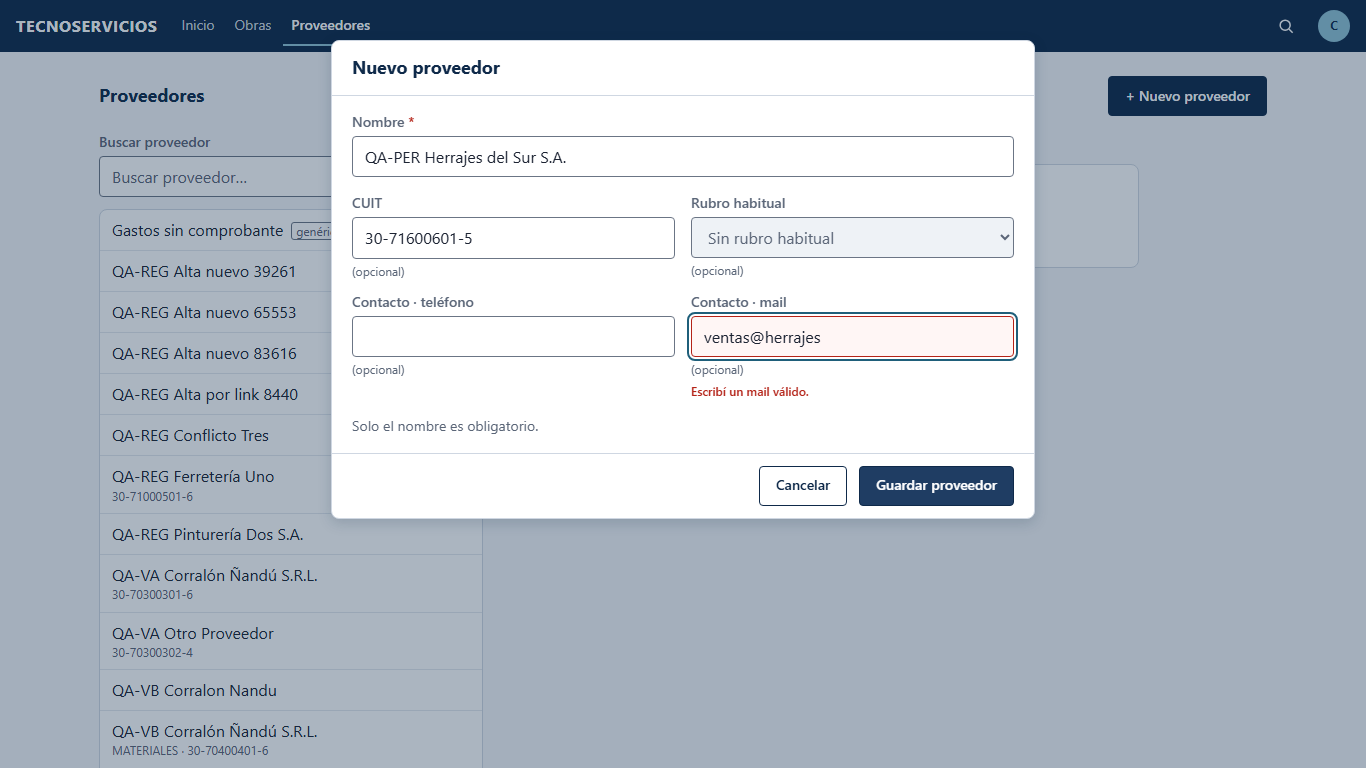 TECNOSERVICIOS Inicio Obras Proveedores C
Proveedores
+ Nuevo proveedor
Buscar proveedor
Buscar proveedor...
Gastos sin comprobante
QA-REG Alta nuevo 39261
QA-REG Alta nuevo 65553
QA-REG Alta nuevo 83616
QA-REG Alta por link 8440
QA-REG Conflicto Tres
QA-REG Ferretería Uno
30-71000501-6
QA-REG Pinturería Dos S.A.
QA-VA Corralón Ñandú S.R.L.
30-70300301-6
QA-VA Otro Proveedor
30-70300302-4
QA-VB Corralon Nandu
QA-VB Corralón Ñandú S.R.L.
MATERIALES · 30-70400401-6
Nuevo proveedor
Nombre *
QA-PER Herrajes del Sur S.A.
CUIT
30-71600601-5
(opcional)
Rubro habitual
Sin rubro habitual
(opcional)
Contacto · teléfono
(opcional)
Contacto · mail
ventas@herrajes
(opcional)
Escribí un mail válido.
Solo el nombre es obligatorio.
Cancelar
Guardar proveedor